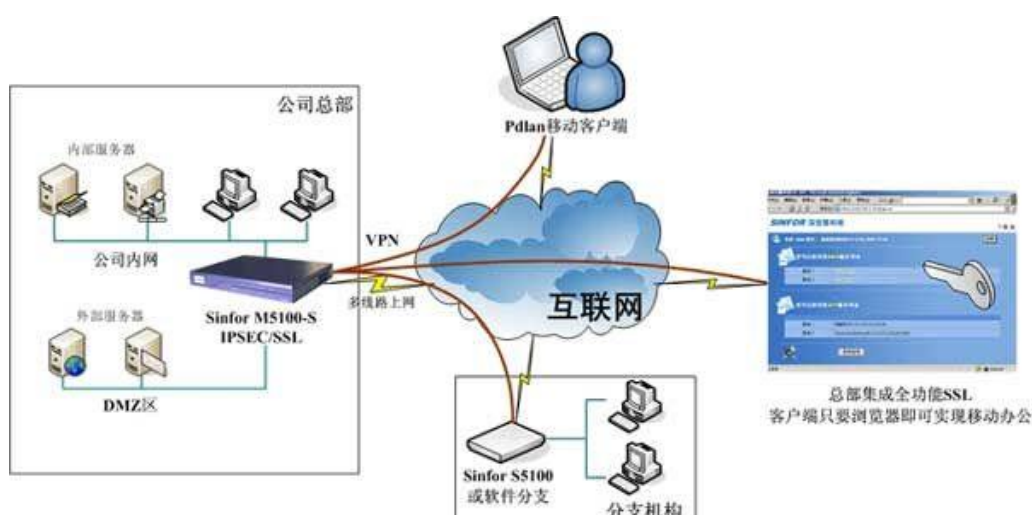 公司总部
内部服务器
公司内网
Sinfor M5100-S
IPSEC/SSL
外部服务器
DMZ区
VPN
多线路上网
Pdlan移动客户端
互联网
Sinfor S5100
或软件分支
分支机构
SINFOR
总部集成全功能SSL
客户端只要浏览器即可实现移动办公